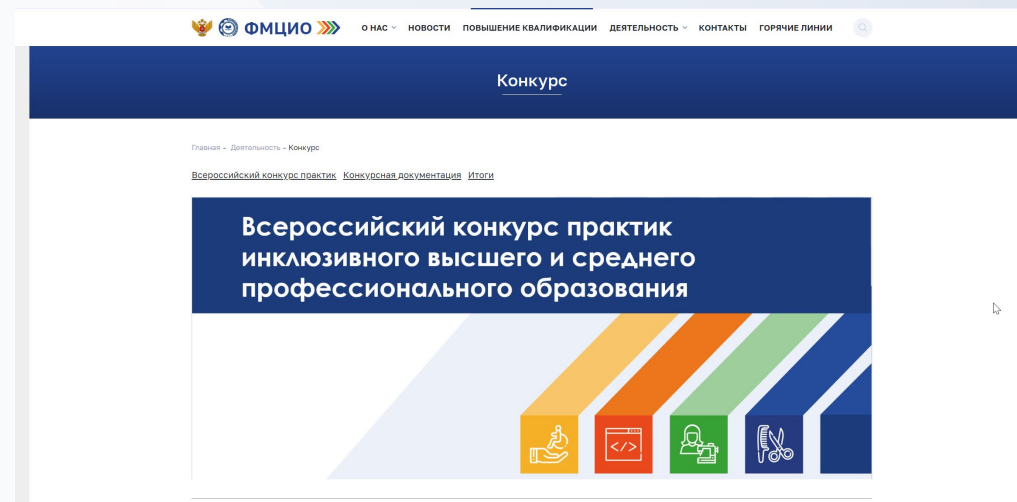 ФМЦИО О НАС НОВОСТИ ПОВЫШЕНИЕ КВАЛИФИКАЦИИ ДЕЯТЕЛЬНОСТЬ КОНТАКТЫ ГОРЯЧИЕ ЛИНИИ
Конкурс
Главная - Деятельность - Конкурс
Всероссийский конкурс практик Конкурсная документация Итоги
Всероссийский конкурс практик
инклюзивного высшего и среднего
профессионального образования
</>